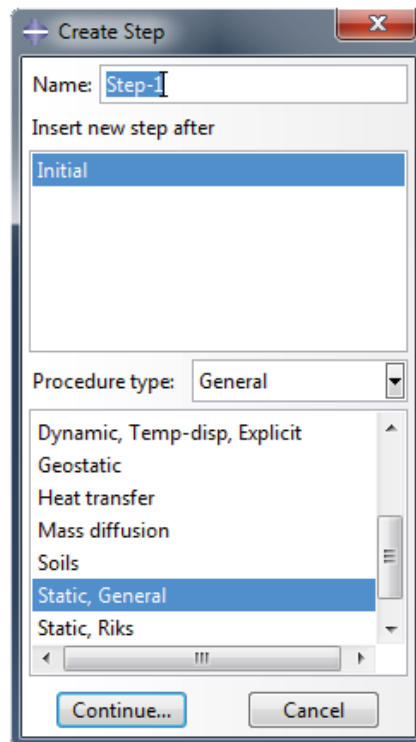 Create Step
Name: Step-1
Insert new step after
Initial
Procedure type: General
Dynamic, Temp-disp, Explicit
Geostatic
Heat transfer
Mass diffusion
Soils
Static, General
Static, Riks
Continue... Cancel